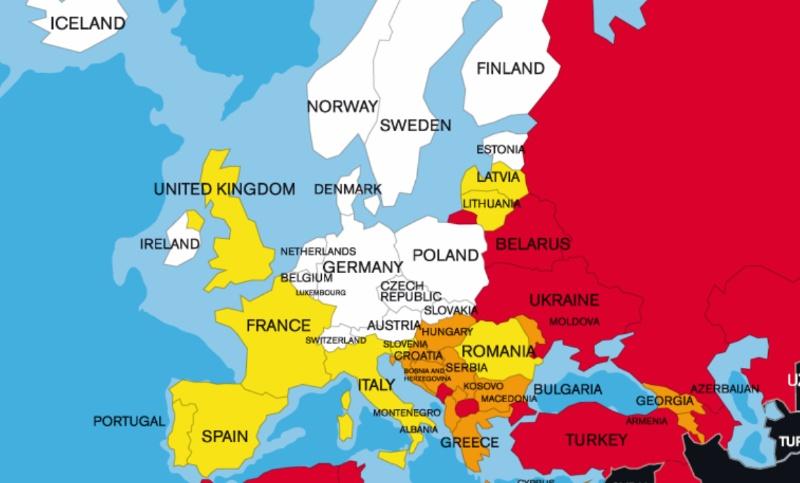 ICELAND
FINLAND
NORWAY
SWEDEN
ESTONIA
LATVIA
UNITED KINGDOM
DENMARK
LITHUANIA
IRELAND
BELARUS
NETHERLANDS
GERMANY
POLAND
BELGIUM
LUXEMBOURG
CZECH
REPUBLIC
UKRAINE
SLOVAKIA
MOLDOVA
FRANCE
AUSTRIA
HUNGARY
SWITZERLAND
SLOVENIA
ROMANIA
CROATIA
BOSNIA AND
HERZEGOVINA
SERBIA
ITALY
KOSOVO
BULGARIA
AZERBAIJAN
UZ
MACEDONIA
GEORGIA
MONTENEGRO
PORTUGAL
ARMENIA
ALBANIA
SPAIN
GREECE
TURKEY
TUR
CYPRUS